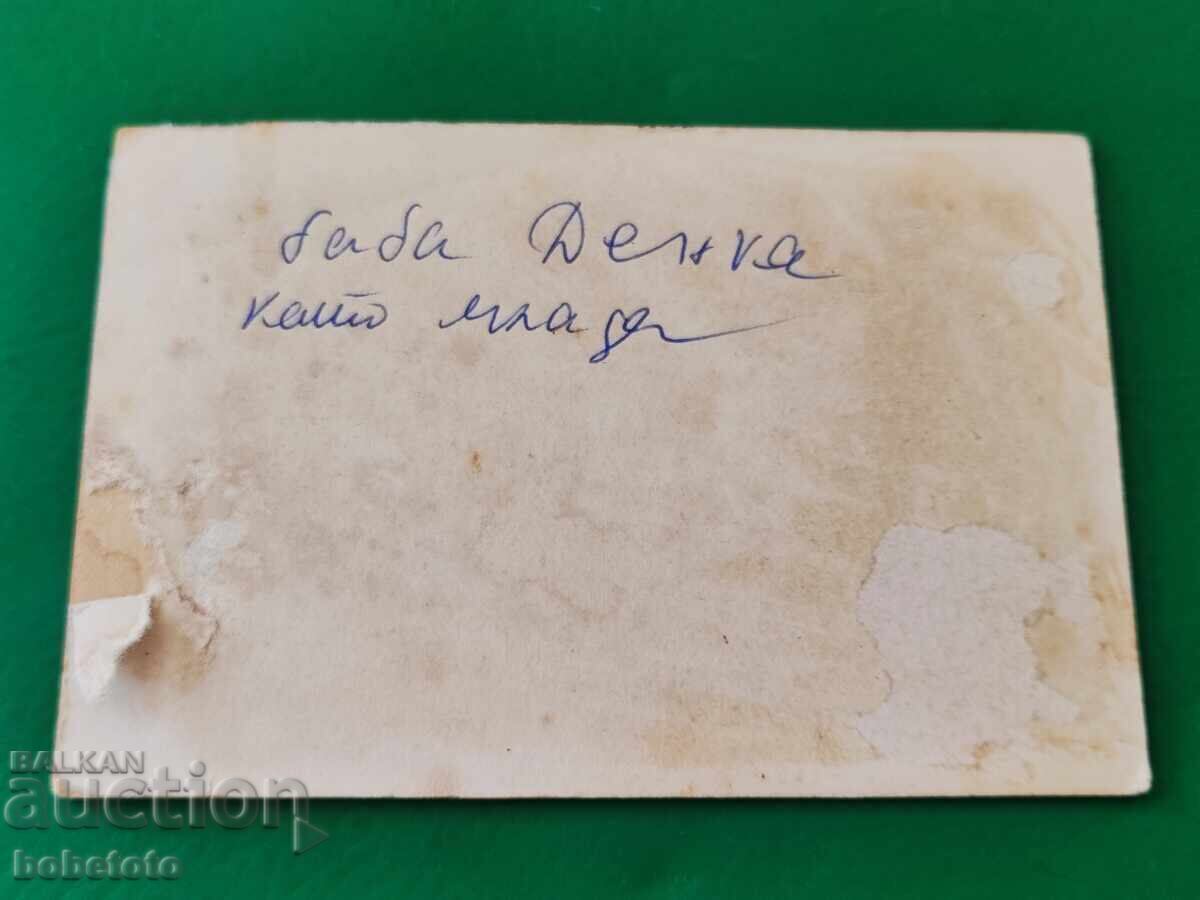 баба Денка
като млада
BALKAN
auction
bobefoto